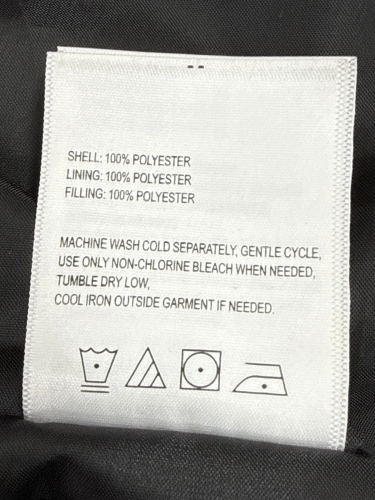 SHELL: 100% POLYESTER
LINING: 100% POLYESTER
FILLING: 100% POLYESTER
MACHINE WASH COLD SEPARATELY, GENTLE CYCLE,
USE ONLY NON-CHLORINE BLEACH WHEN NEEDED,
TUMBLE DRY LOW,
COOL IRON OUTSIDE GARMENT IF NEEDED.